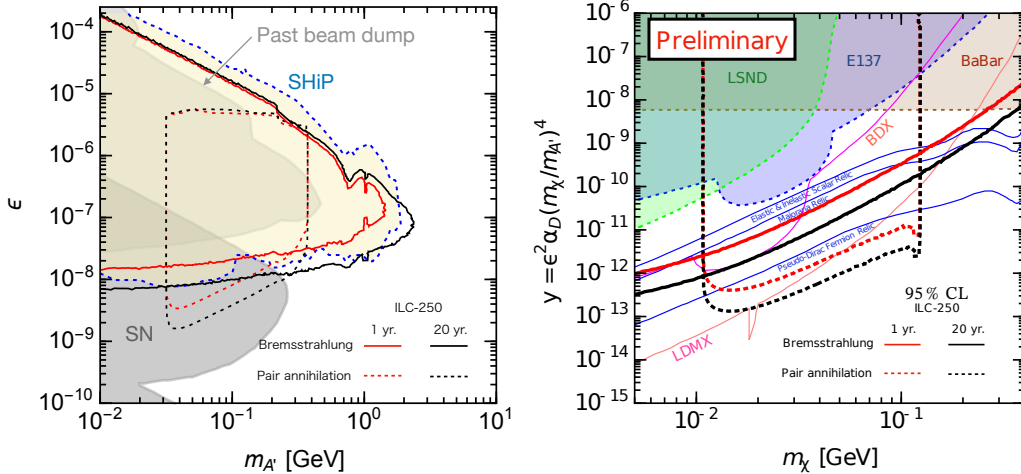 10⁻⁴
10⁻⁵
10⁻⁶
10⁻⁷
10⁻⁸
10⁻⁹
10⁻¹⁰
ϵ
Past beam dump
SHiP
SN
ILC-250
1 yr. 20 yr.
Bremsstrahlung
Pair annihilation
10⁻² 10⁻¹ 10⁰ 10¹
m_A' [GeV]
10⁻⁶
10⁻⁷
10⁻⁸
10⁻⁹
10⁻¹⁰
10⁻¹¹
10⁻¹²
10⁻¹³
10⁻¹⁴
10⁻¹⁵
y = ϵ²α_D(m_χ/m_A')⁴
Preliminary
LSND
E137
BaBar
BDX
Elastic & Inelastic Scalar Relic
Majorana Relic
Pseudo-Dirac Fermion Relic
LDMX
95% CL
ILC-250
1 yr. 20 yr.
Bremsstrahlung
Pair annihilation
10⁻² 10⁻¹
m_χ [GeV]